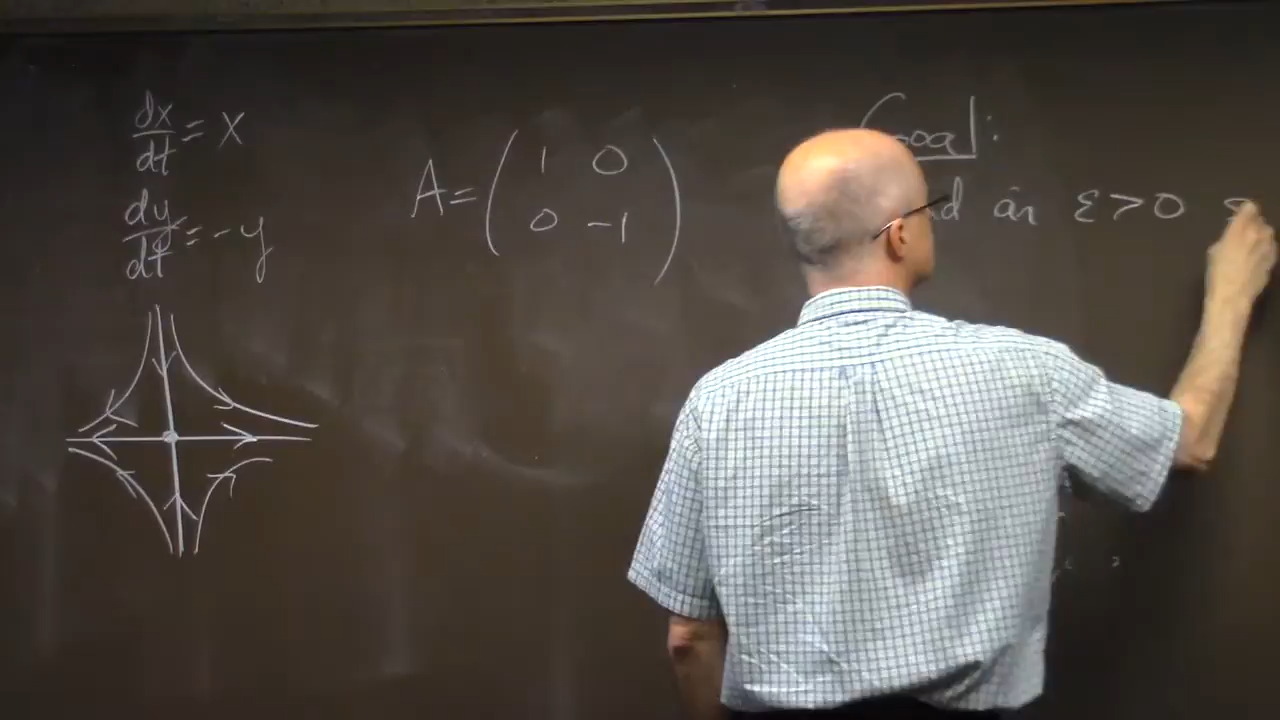 dx/dt = x
dy/dt = -y
A = ( 1 0
0 -1 )
Goal:
an ε > 0